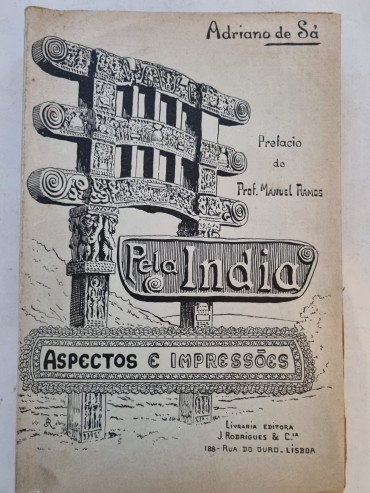 Adriano de Sá
Prefacio
do
Prof. Manuel Ramos
Pela India
ASPECTOS E IMPRESSÕES
LIVRARIA EDITORA
J. RODRIGUES & C.ia
188-RUA DO OURO-LISBOA